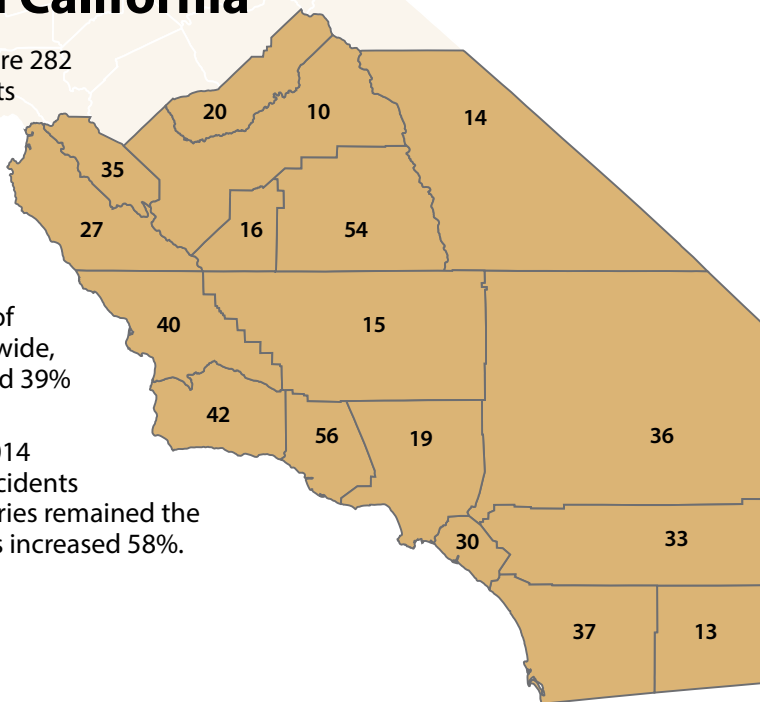 California
re 282
ts
20
10
14
35
27
16
54
of
wide,
d 39%
40
15
42
56
19
36
014
cidents
ries remained the
s increased 58%.
30
33
37
13